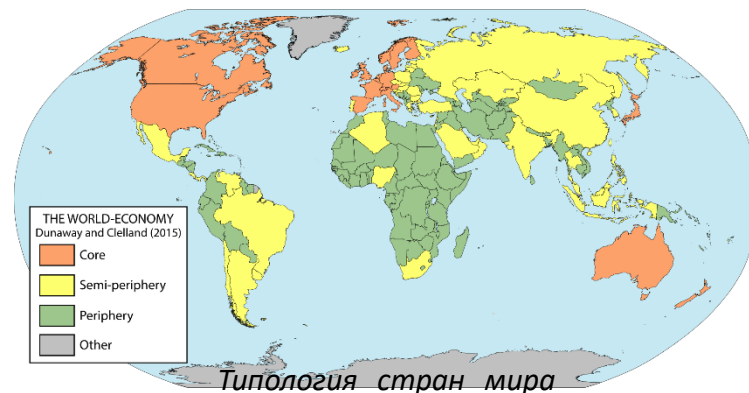 THE WORLD-ECONOMY
Dunaway and Clelland (2015)
Core
Semi-periphery
Periphery
Other
Типология стран мира